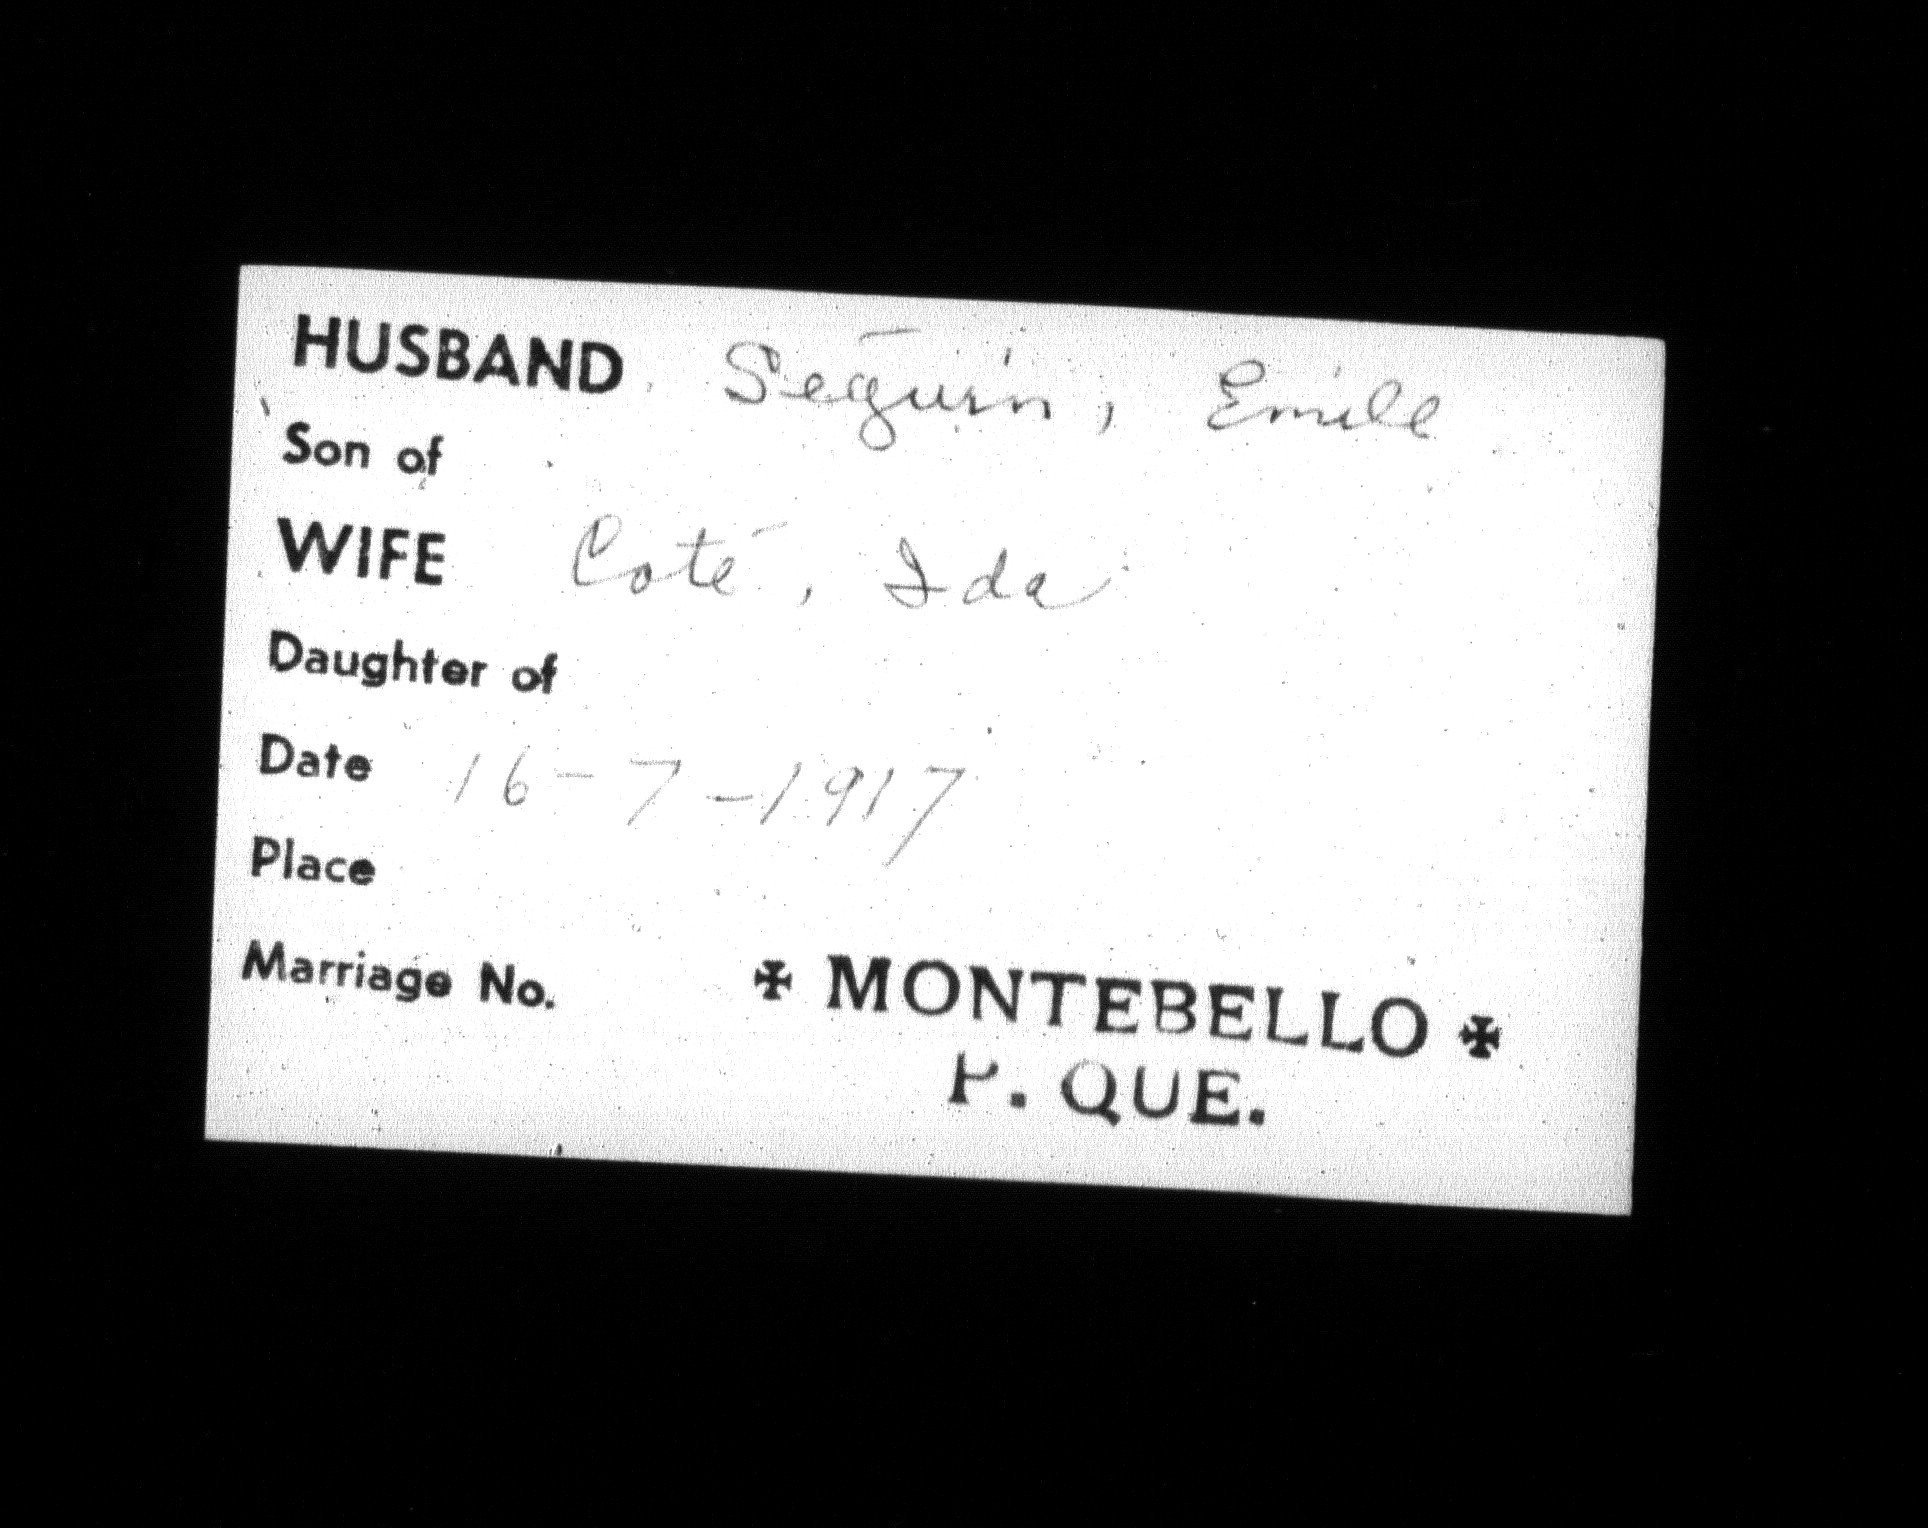 HUSBAND Séguin, Emile
Son of
WIFE Coté, Ida
Daughter of
Date 16-7-1917
Place
Marriage No.
✠ MONTEBELLO ✠
P. QUE.